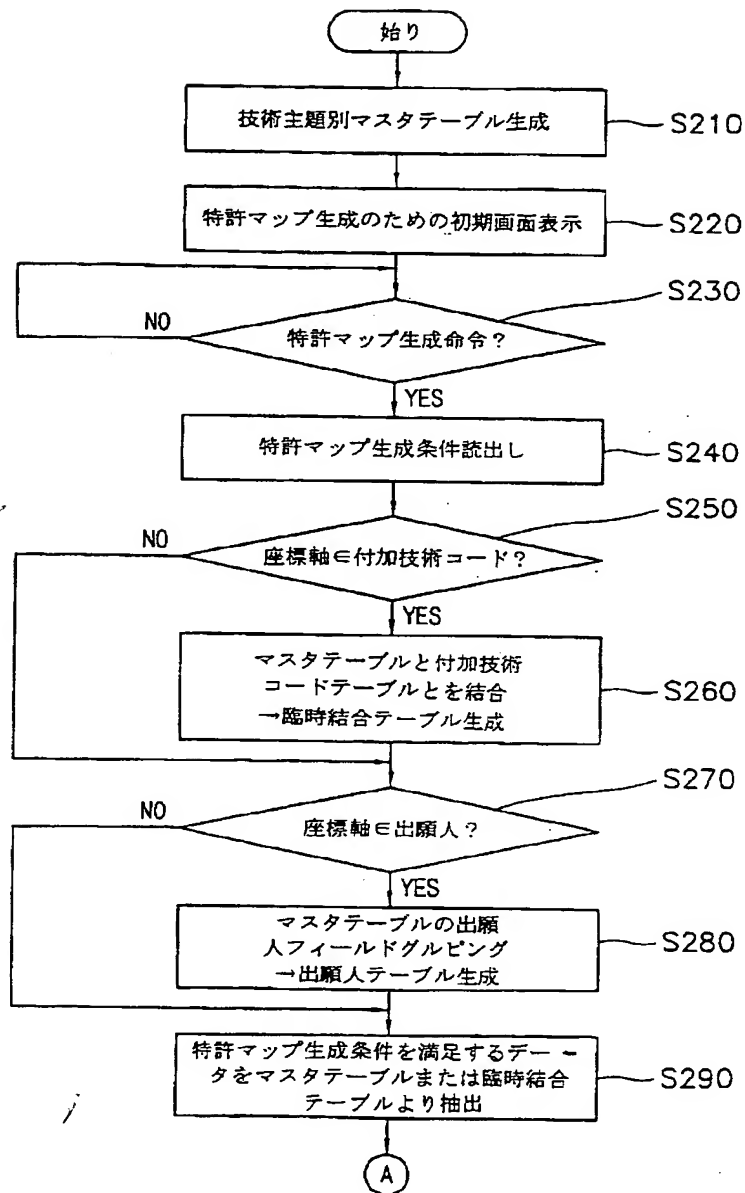 始り
技術主題別マスタテーブル生成
S210
特許マップ生成のための初期画面表示
S220
S230
NO
特許マップ生成命令？
YES
特許マップ生成条件読出し
S240
S250
NO
座標軸∈付加技術コード？
YES
マスタテーブルと付加技術
コードテーブルとを結合
→臨時結合テーブル生成
S260
S270
NO
座標軸∈出願人？
YES
マスタテーブルの出願
人フィールドグルピング
→出願人テーブル生成
S280
特許マップ生成条件を満足するデー
タをマスタテーブルまたは臨時結合
テーブルより抽出
S290
A